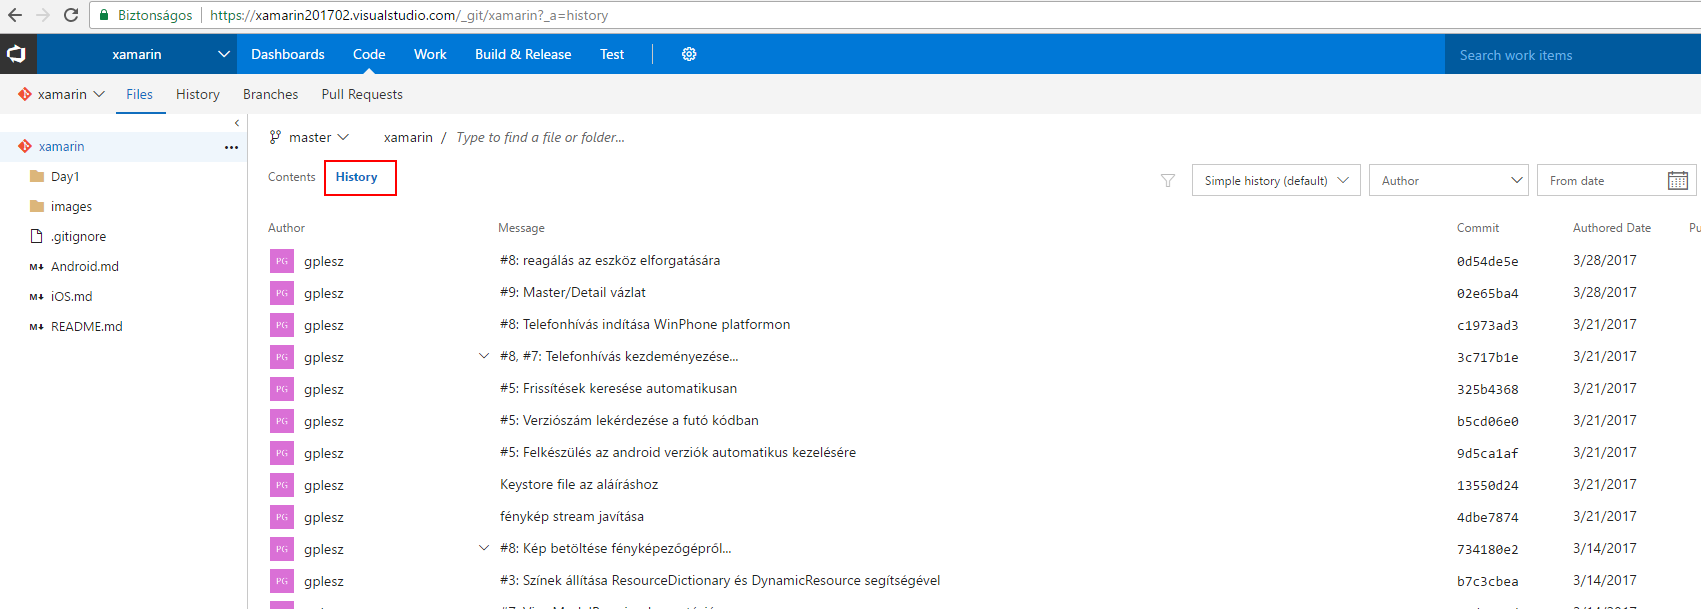 Biztonságos https://xamarin201702.visualstudio.com/_git/xamarin?_a=history
xamarin Dashboards Code Work Build & Release Test Search work items
xamarin Files History Branches Pull Requests
master xamarin / Type to find a file or folder...
xamarin
Day1
images
.gitignore
Android.md
iOS.md
README.md
Contents History Simple history (default) Author From date
Author Message Commit Authored Date
PG gplesz #8: reagálás az eszköz elforgatására 0d54de5e 3/28/2017
PG gplesz #9: Master/Detail vázlat 02e65ba4 3/28/2017
PG gplesz #8: Telefonhívás indítása WinPhone platformon c1973ad3 3/21/2017
PG gplesz #8, #7: Telefonhívás kezdeményezése... 3c717b1e 3/21/2017
PG gplesz #5: Frissítések keresése automatikusan 325b4368 3/21/2017
PG gplesz #5: Verziószám lekérdezése a futó kódban b5cd06e0 3/21/2017
PG gplesz #5: Felkészülés az android verziók automatikus kezelésére 9d5ca1af 3/21/2017
PG gplesz Keystore file az aláíráshoz 13550d24 3/21/2017
PG gplesz fénykép stream javítása 4dbe7874 3/21/2017
PG gplesz #8: Kép betöltése fényképezőgépről... 734180e2 3/14/2017
PG gplesz #3: Színek állítása ResourceDictionary és DynamicResource segítségével b7c3cbea 3/14/2017